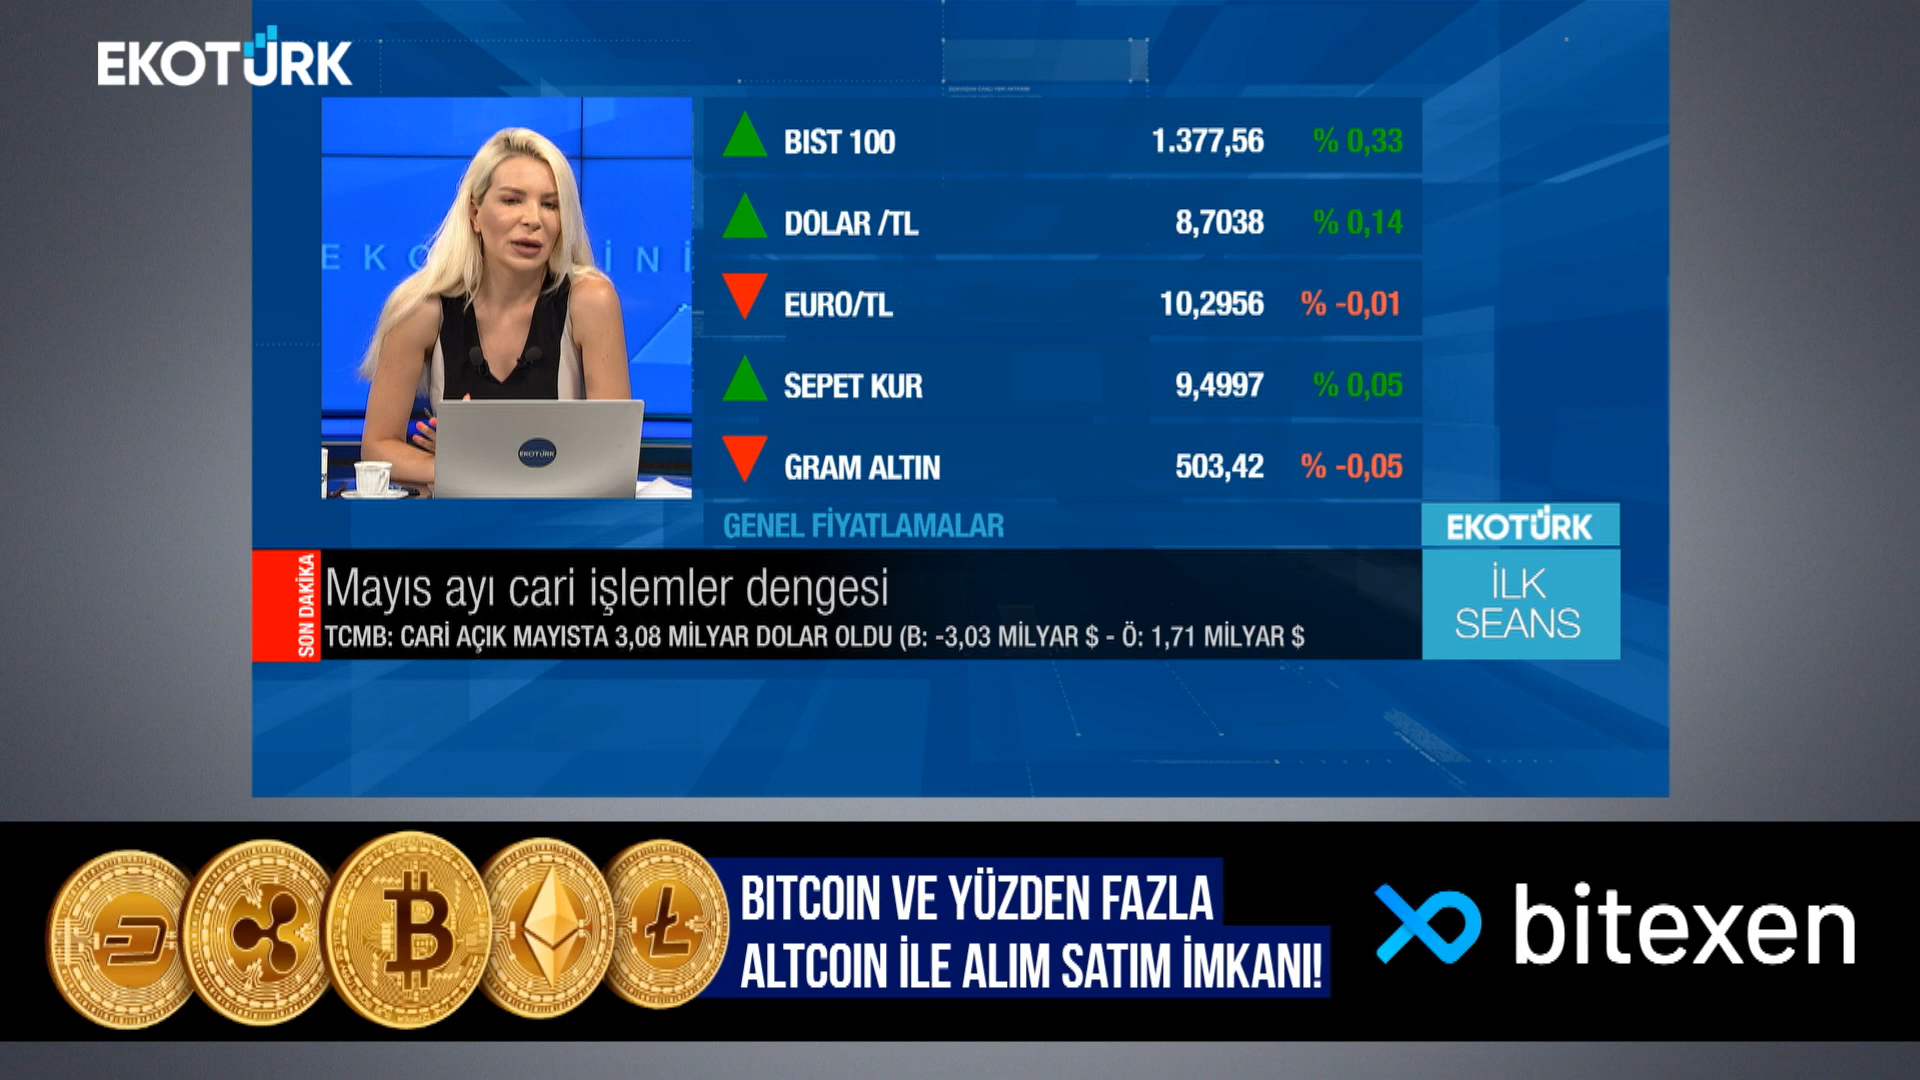 EKOTÜRK
BIST 100 1.377,56 % 0,33
DOLAR /TL 8,7038 % 0,14
EURO/TL 10,2956 % -0,01
SEPET KUR 9,4997 % 0,05
GRAM ALTIN 503,42 % -0,05
GENEL FİYATLAMALAR
EKOTÜRK
EKOTÜRK
İLK
SEANS
SON DAKİKA
Mayıs ayı cari işlemler dengesi
TCMB: CARİ AÇIK MAYISTA 3,08 MİLYAR DOLAR OLDU (B: -3,03 MİLYAR $ - Ö: 1,71 MİLYAR $
BITCOIN VE YÜZDEN FAZLA
ALTCOIN İLE ALIM SATIM İMKANI!
bitexen